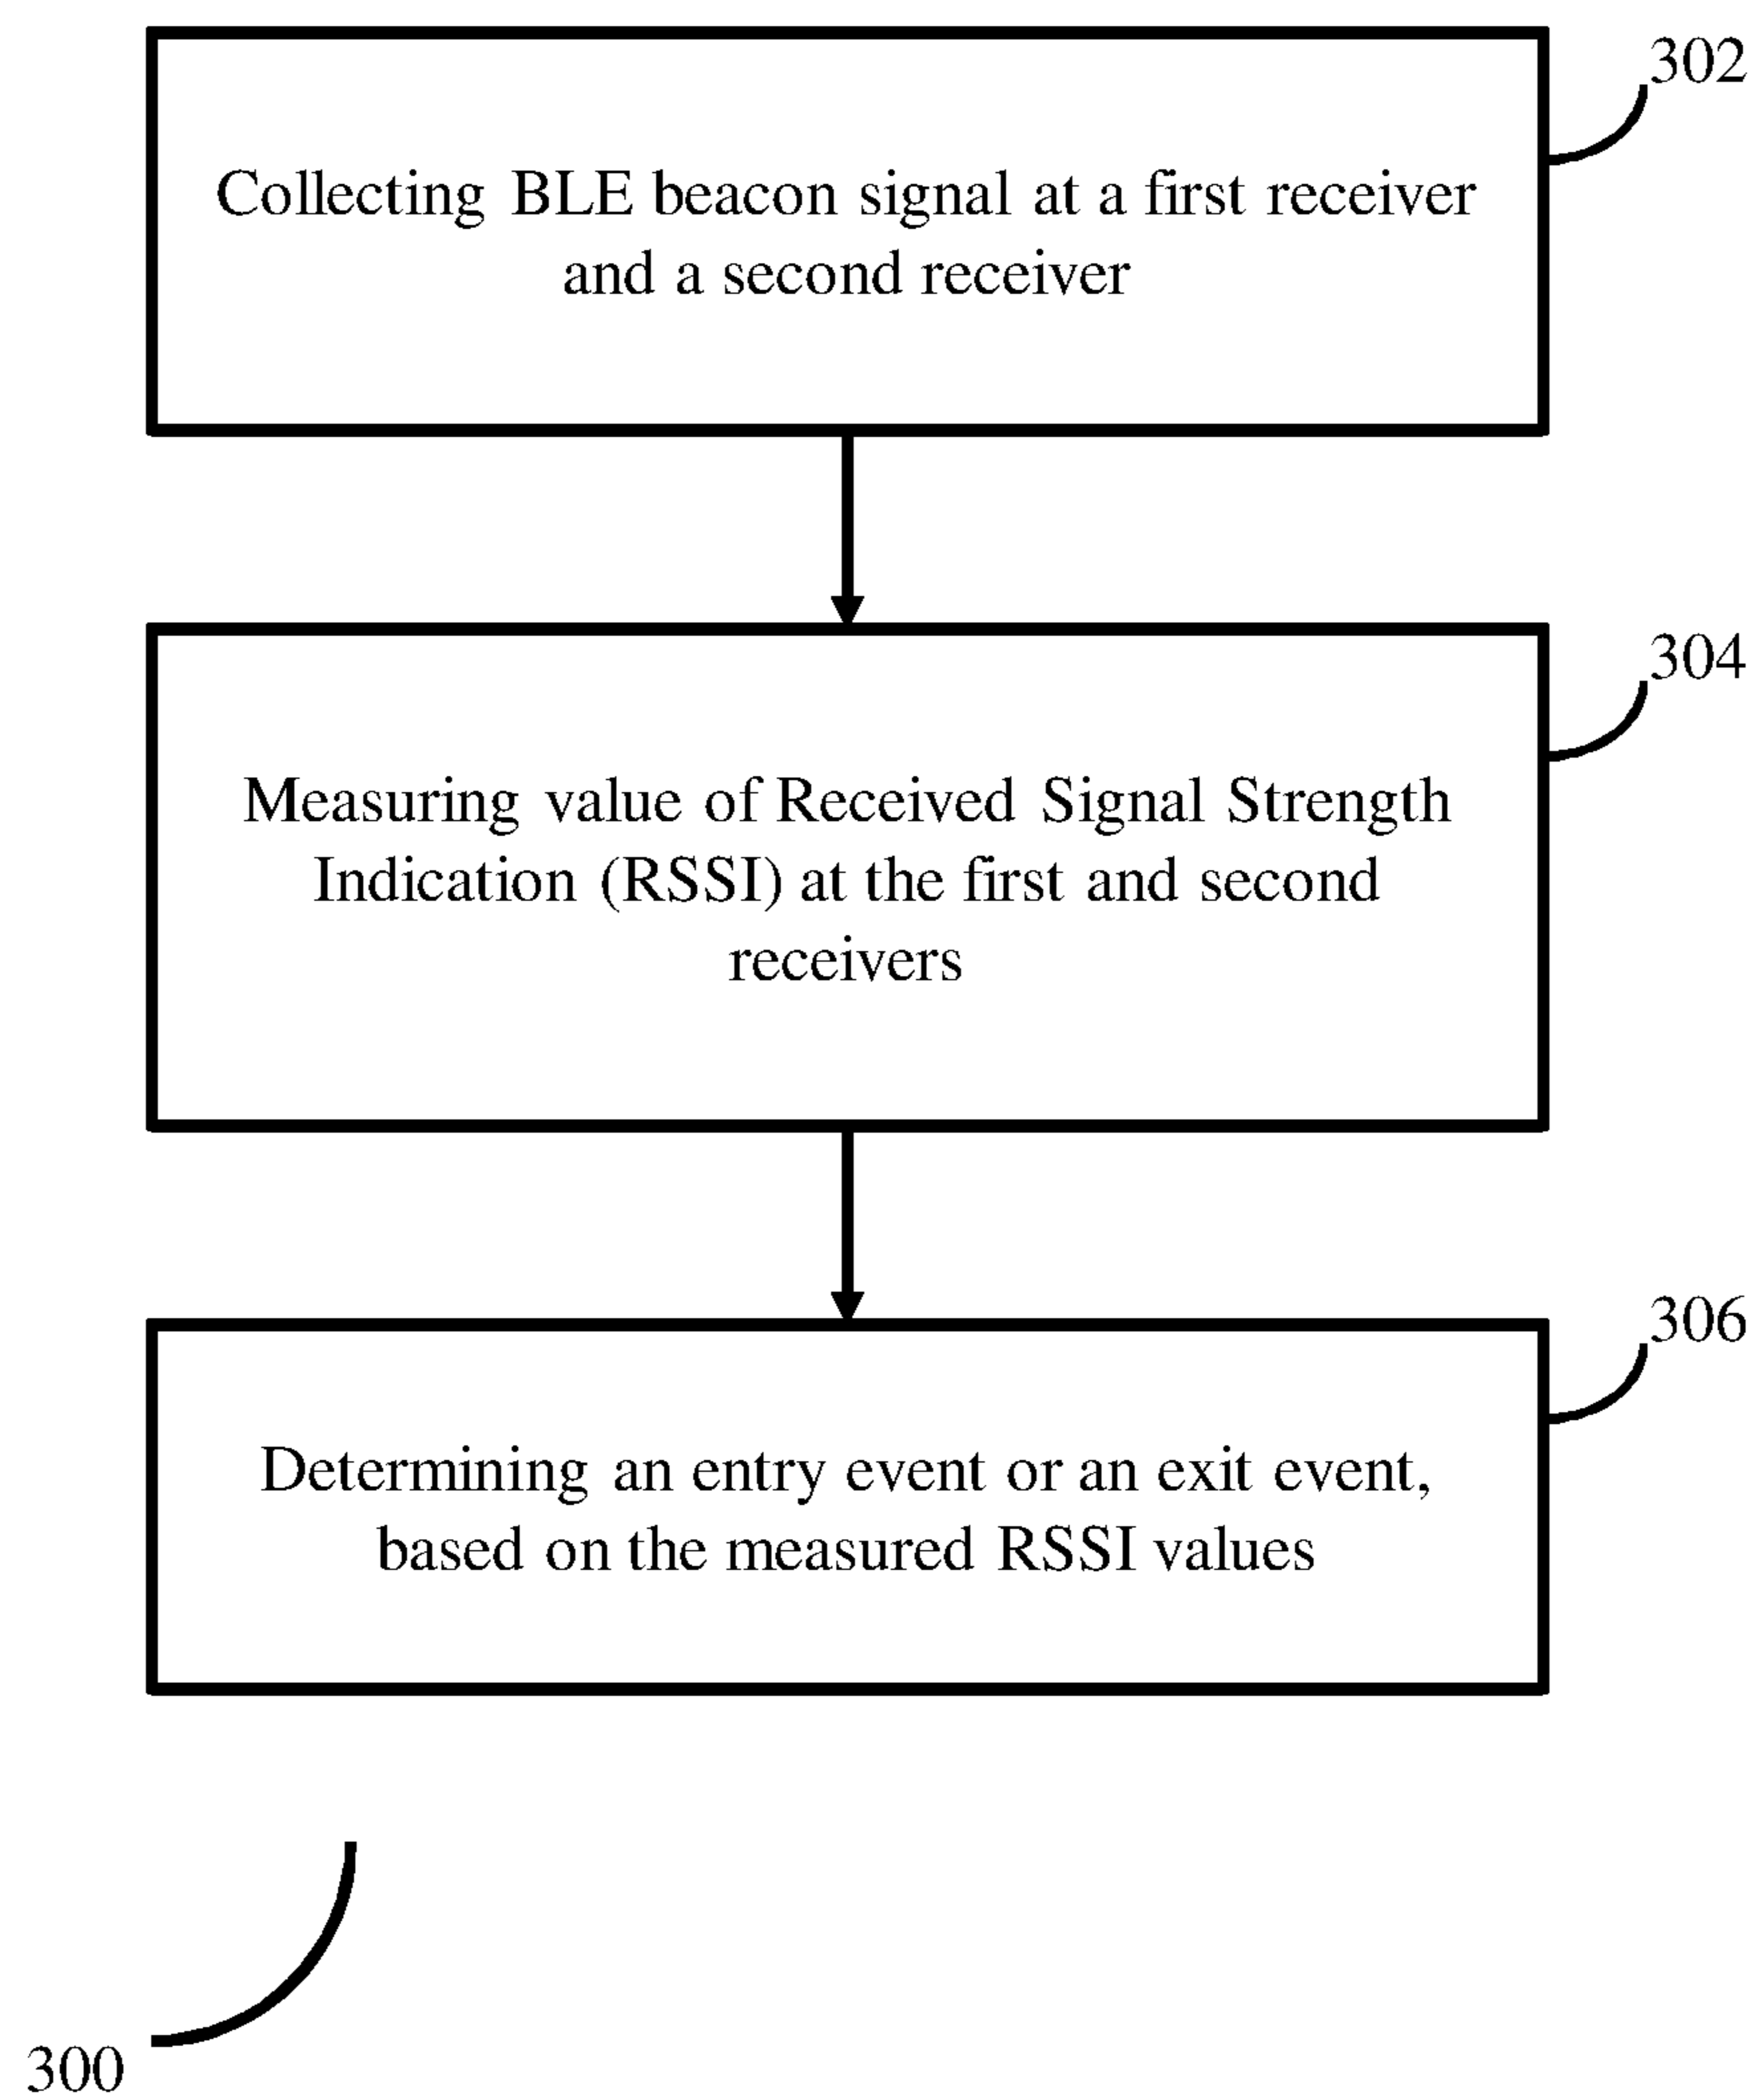 302
Collecting BLE beacon signal at a first receiver
and a second receiver
304
Measuring value of Received Signal Strength
Indication (RSSI) at the first and second
receivers
306
Determining an entry event or an exit event,
based on the measured RSSI values
300